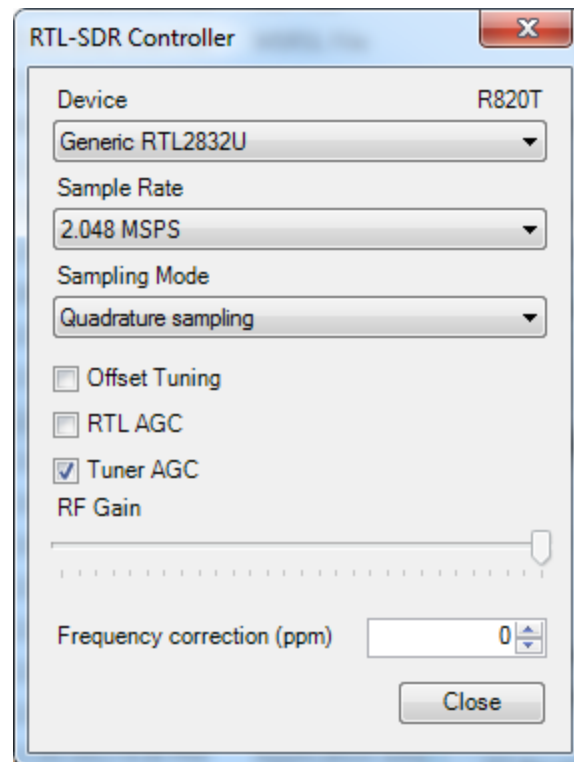 RTL-SDR Controller
Device R820T
Generic RTL2832U
Sample Rate
2.048 MSPS
Sampling Mode
Quadrature sampling
Offset Tuning
RTL AGC
Tuner AGC
RF Gain
Frequency correction (ppm) 0
Close